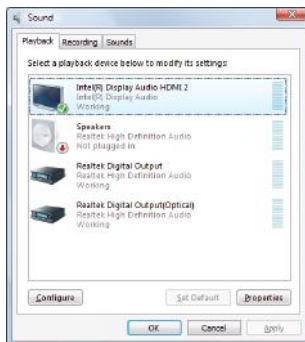 Sound
Playback Recording Sounds
Select a playback device below to modify its settings:
Intel(R) Display Audio HDMI 2
Intel(R) Display Audio
Working
Speakers
Realtek High Definition Audio
Not plugged in
Realtek Digital Output
Realtek High Definition Audio
Working
Realtek Digital Output(Optical)
Realtek High Definition Audio
Working
Configure Set Default Properties
OK Cancel Apply